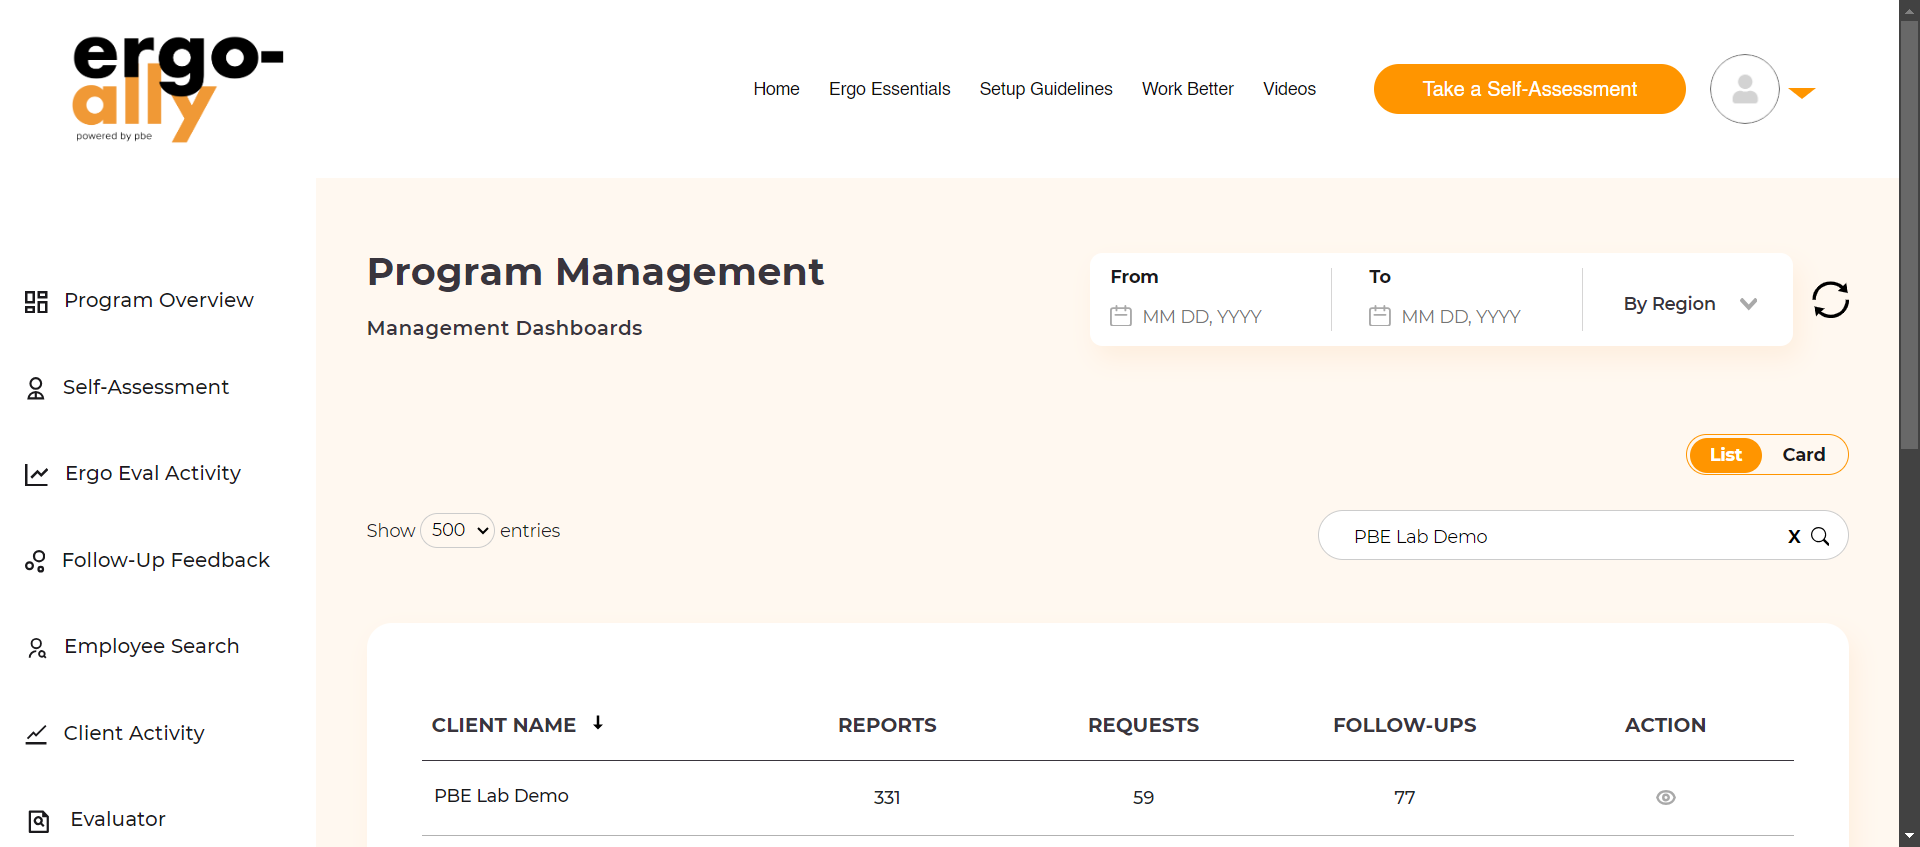 ergo-
ally
powered by pbe
Home Ergo Essentials Setup Guidelines Work Better Videos Take a Self-Assessment
Program Overview
Self-Assessment
Ergo Eval Activity
Follow-Up Feedback
Employee Search
Client Activity
Evaluator
Program Management
Management Dashboards
From To
MM DD, YYYY MM DD, YYYY By Region
List Card
Show 500 entries PBE Lab Demo X
CLIENT NAME REPORTS REQUESTS FOLLOW-UPS ACTION
PBE Lab Demo 331 59 77